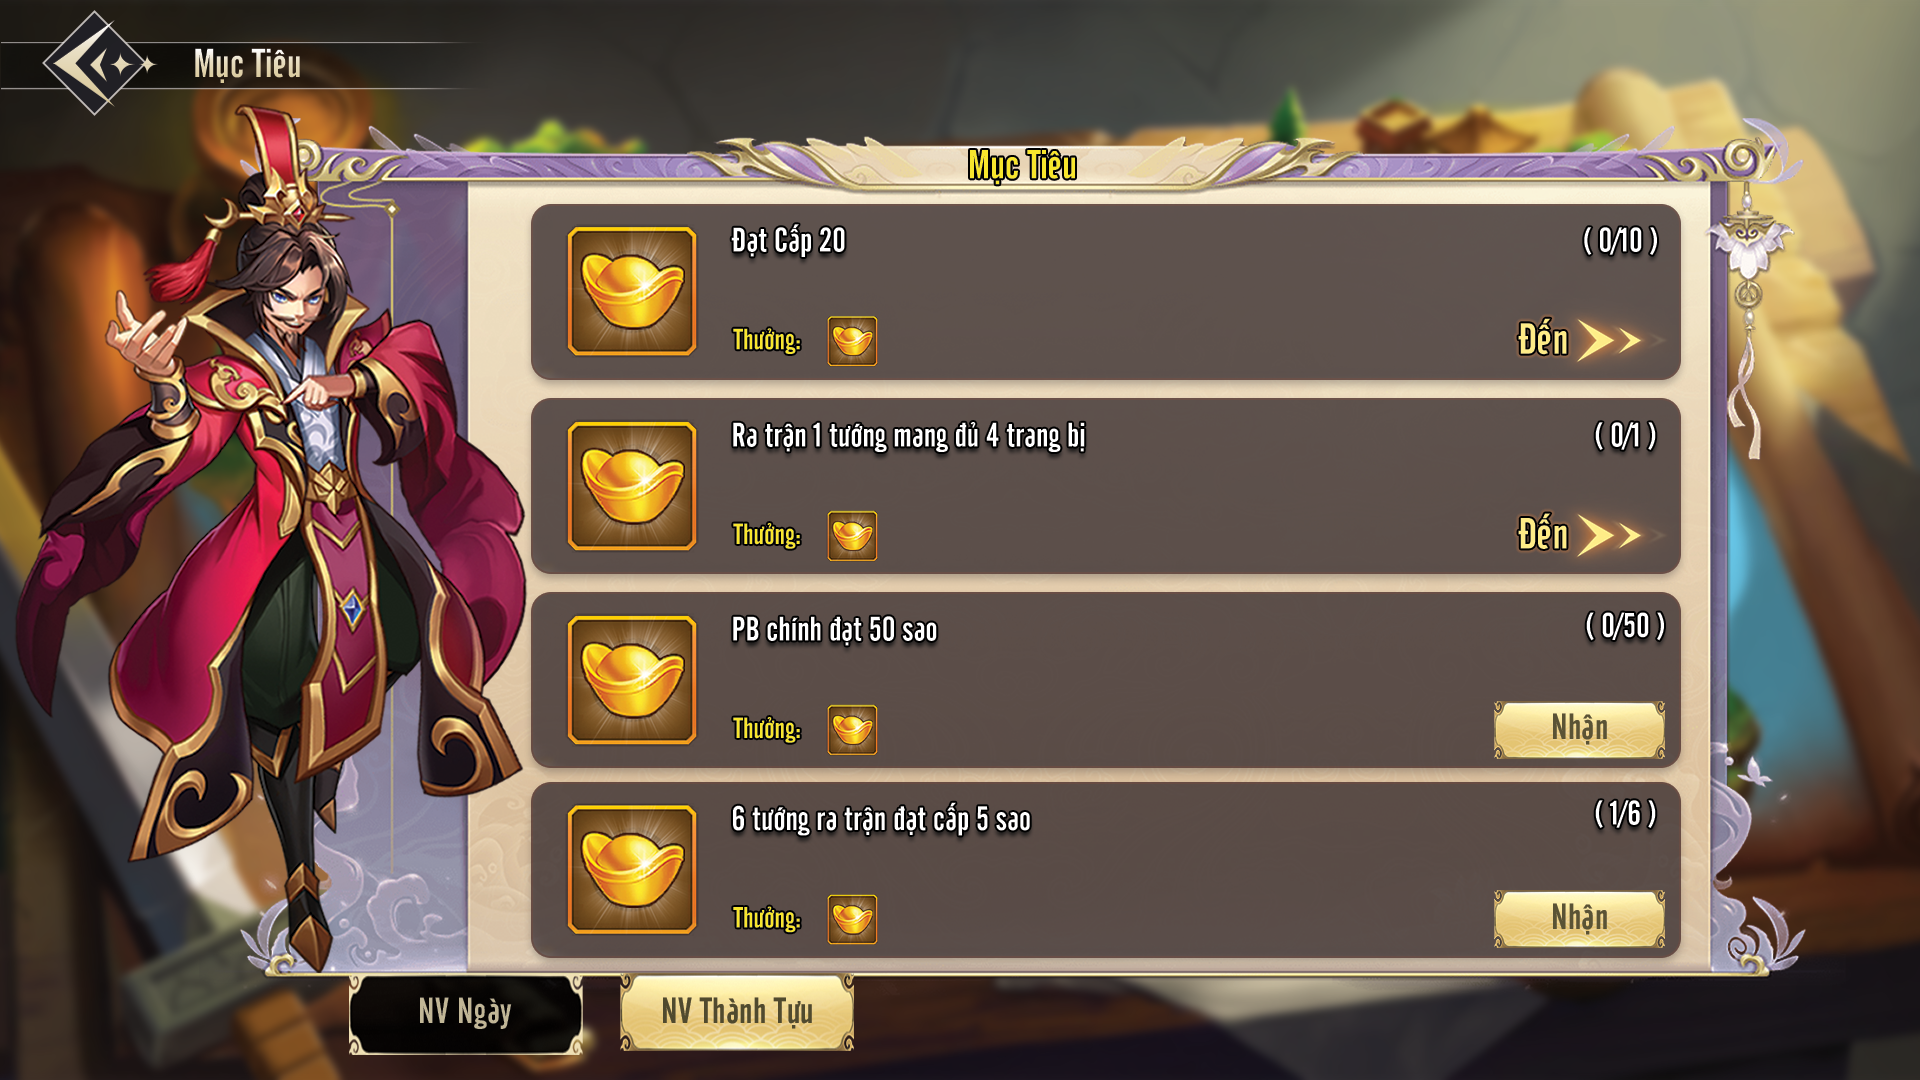 Mục Tiêu
Mục Tiêu
Đạt Cấp 20
( 0/10 )
Thưởng:
Đến
Ra trận 1 tướng mang đủ 4 trang bị
( 0/1 )
Thưởng:
Đến
PB chính đạt 50 sao
( 0/50 )
Thưởng:
Nhận
6 tướng ra trận đạt cấp 5 sao
( 1/6 )
Thưởng:
Nhận
NV Ngày
NV Thành Tựu